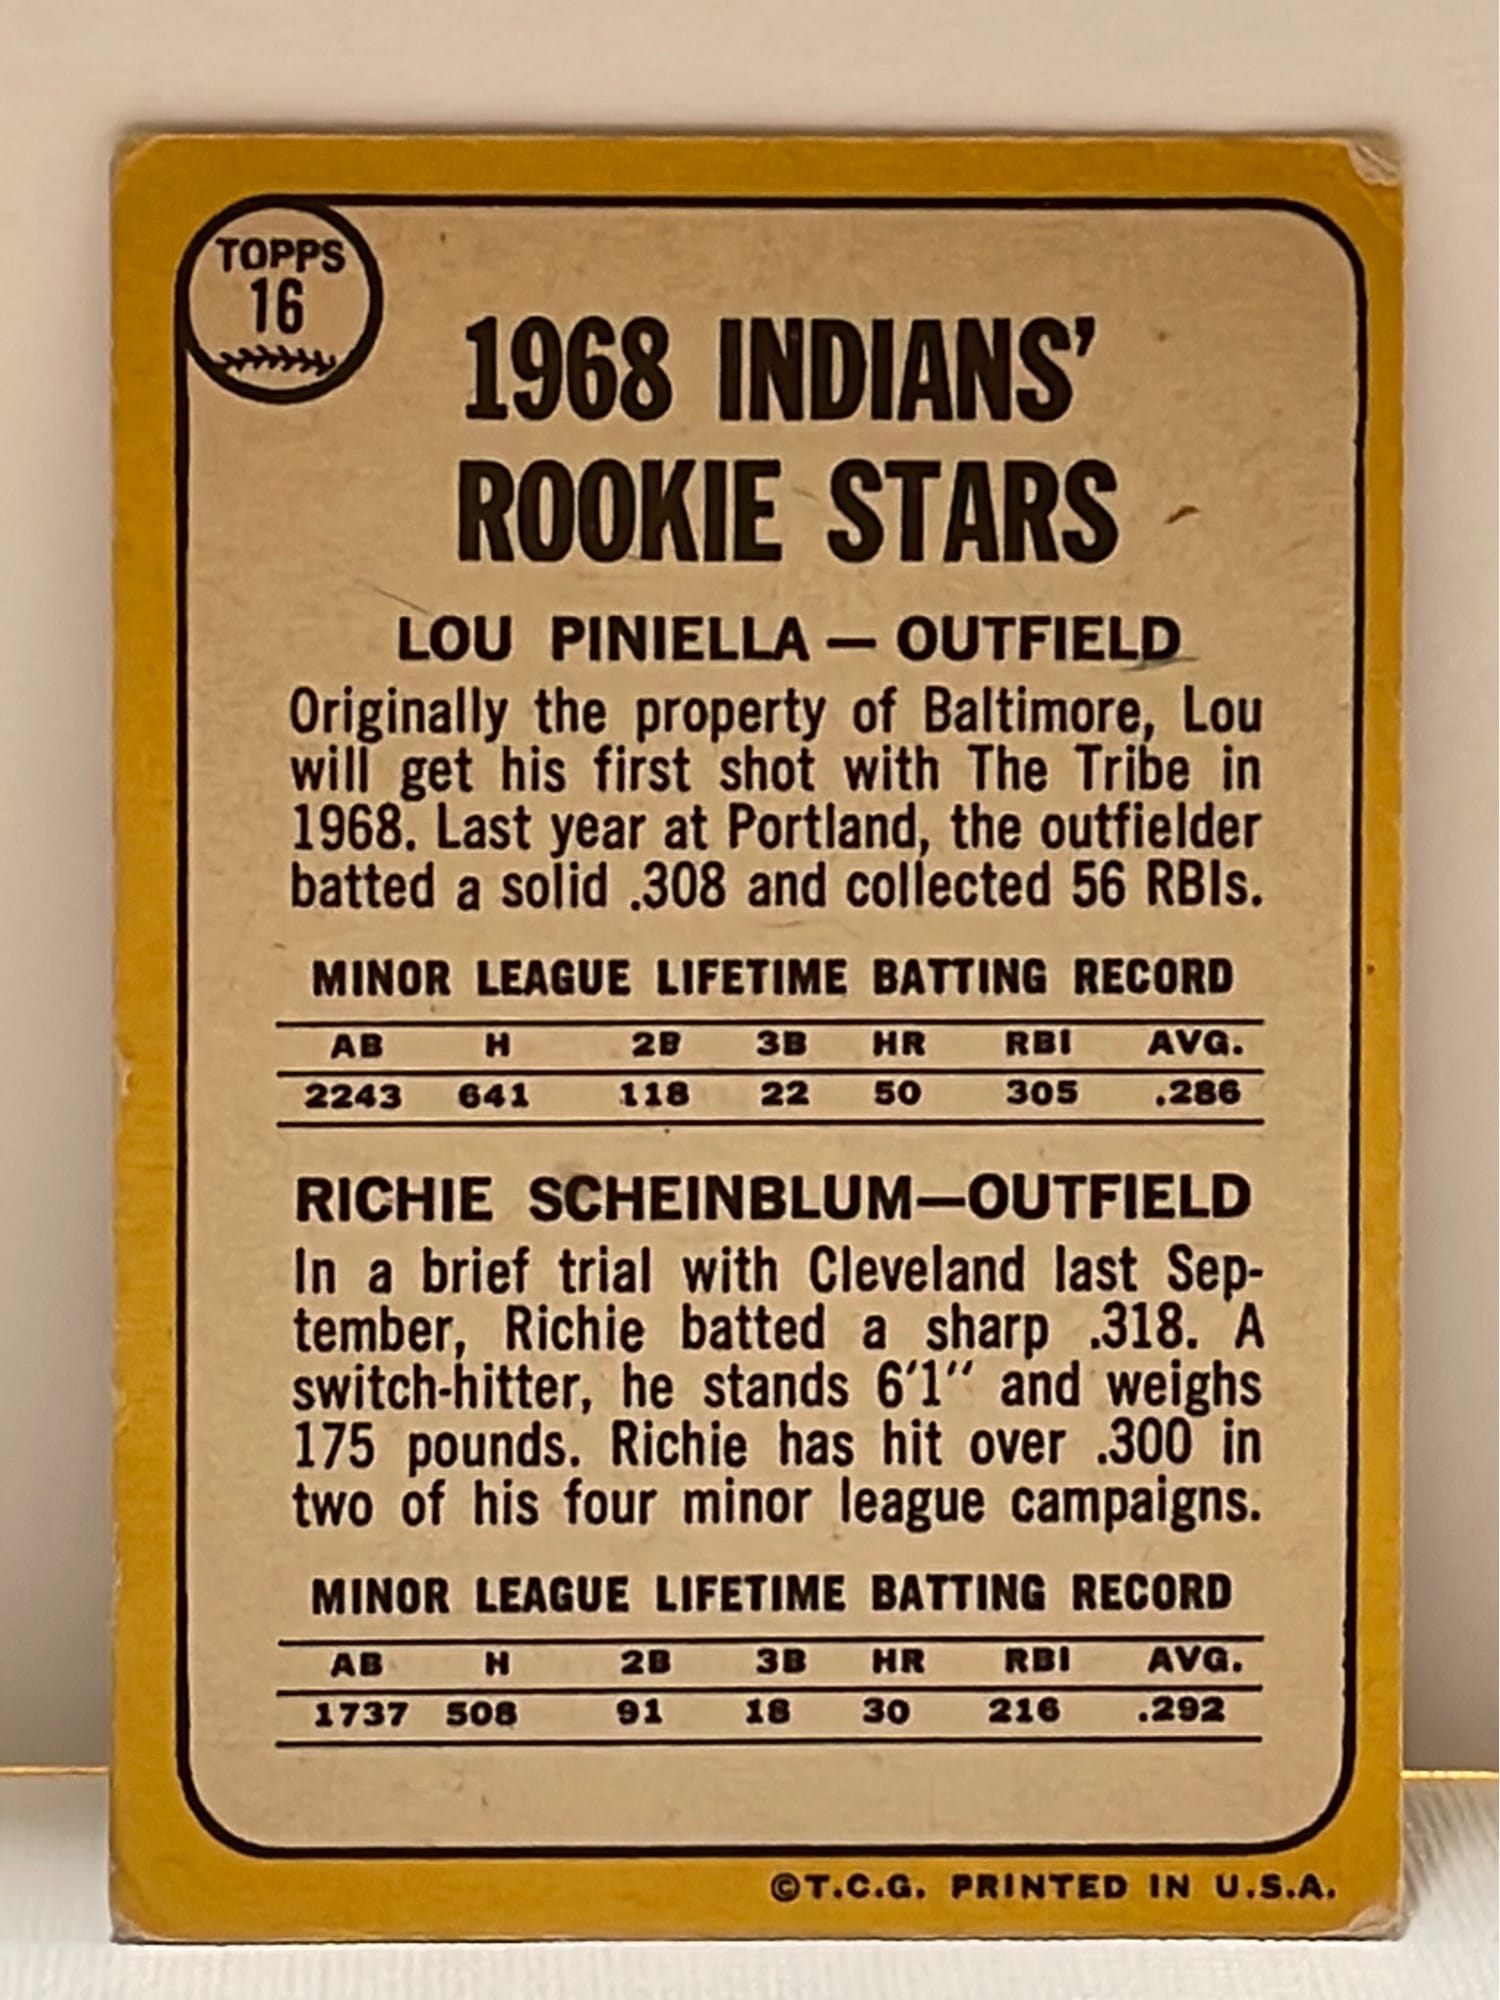 TOPPS
16
1968 INDIANS’
ROOKIE STARS
LOU PINIELLA — OUTFIELD
Originally the property of Baltimore, Lou
will get his first shot with The Tribe in
1968. Last year at Portland, the outfielder
batted a solid .308 and collected 56 RBIs.
MINOR LEAGUE LIFETIME BATTING RECORD
AB H 2B 3B HR RBI AVG.
2243 641 118 22 50 305 .286
RICHIE SCHEINBLUM—OUTFIELD
In a brief trial with Cleveland last Sep-
tember, Richie batted a sharp .318. A
switch-hitter, he stands 6’1’’ and weighs
175 pounds. Richie has hit over .300 in
two of his four minor league campaigns.
MINOR LEAGUE LIFETIME BATTING RECORD
AB H 2B 3B HR RBI AVG.
1737 508 91 18 30 216 .292
©T.C.G. PRINTED IN U.S.A.